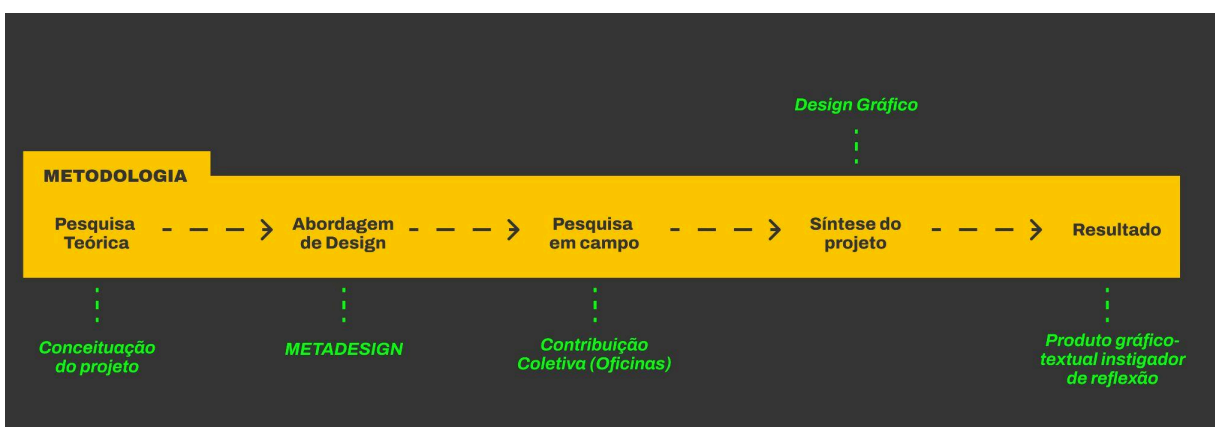 Design Gráfico
METODOLOGIA
Pesquisa
Teórica
Abordagem
de Design
Pesquisa
em campo
Síntese do
projeto
Resultado
Conceituação
do projeto
METADESIGN
Contribuição
Coletiva (Oficinas)
Produto gráfico-
textual instigador
de reflexão